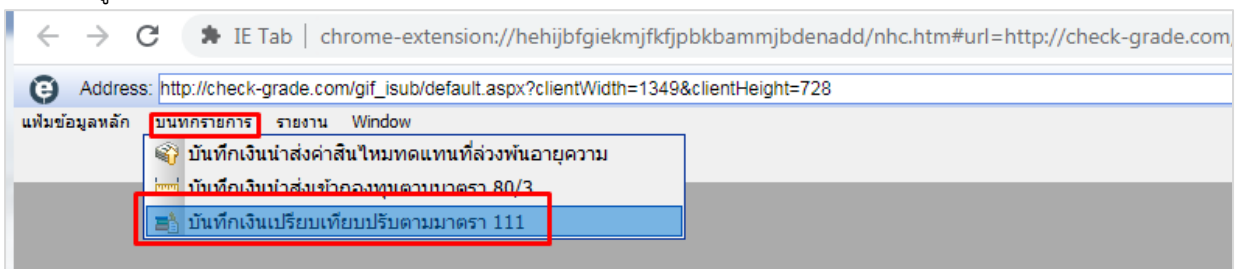 IE Tab | chrome-extension://hehijbfgiekmjfkfjpbkbammjbdenadd/nhc.htm#url=http://check-grade.com/
Address: http://check-grade.com/gif_isub/default.aspx?clientWidth=1349&clientHeight=728
แฟ้มข้อมูลหลัก บันทึกรายการ รายงาน Window
บันทึกเงินนำส่งค่าสินไหมทดแทนที่ล่วงพ้นอายุความ
บันทึกเงินนำส่งเข้ากองทุนตามมาตรา 80/3
บันทึกเงินเปรียบเทียบปรับตามมาตรา 111